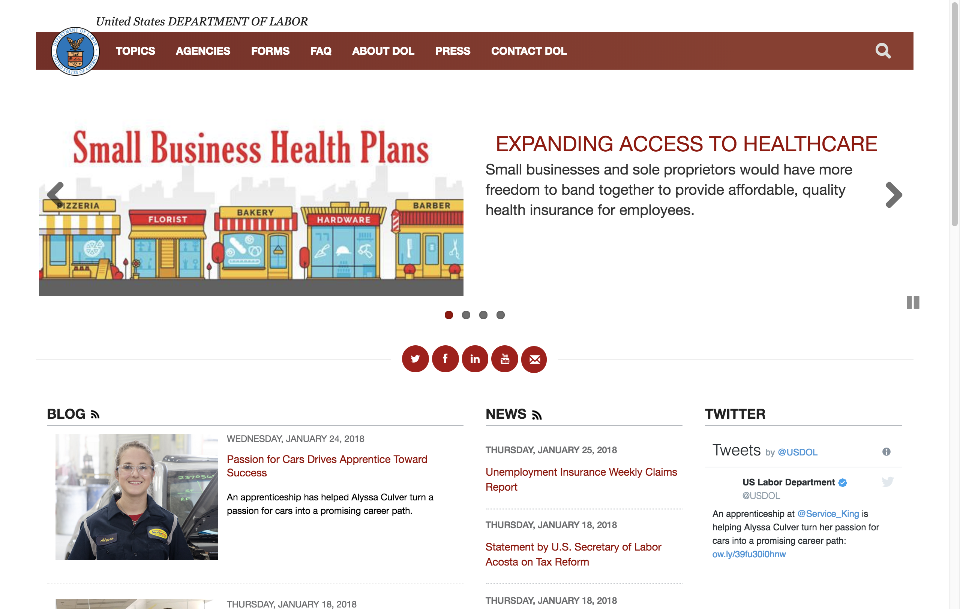 United States DEPARTMENT OF LABOR
TOPICS AGENCIES FORMS FAQ ABOUT DOL PRESS CONTACT DOL
Small Business Health Plans
PIZZERIA
FLORIST
BAKERY
HARDWARE
BARBER
EXPANDING ACCESS TO HEALTHCARE
Small businesses and sole proprietors would have more
freedom to band together to provide affordable, quality
health insurance for employees.
BLOG
WEDNESDAY, JANUARY 24, 2018
Passion for Cars Drives Apprentice Toward
Success
An apprenticeship has helped Alyssa Culver turn a
passion for cars into a promising career path.
THURSDAY, JANUARY 18, 2018
NEWS
THURSDAY, JANUARY 25, 2018
Unemployment Insurance Weekly Claims
Report
THURSDAY, JANUARY 18, 2018
Statement by U.S. Secretary of Labor
Acosta on Tax Reform
THURSDAY, JANUARY 18, 2018
TWITTER
Tweets by @USDOL
US Labor Department
@USDOL
An apprenticeship at @Service_King is
helping Alyssa Culver turn her passion for
cars into a promising career path:
ow.ly/39fu30i0hnw